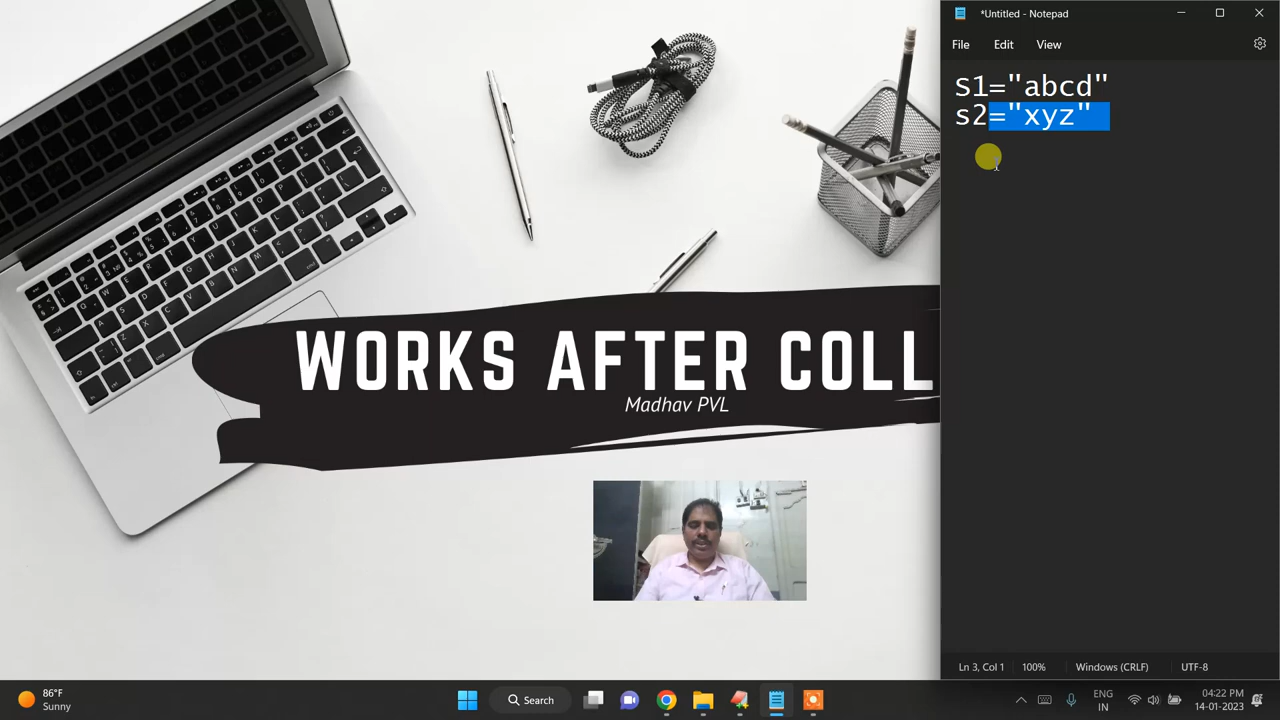 *Untitled - Notepad
File Edit View
S1="abcd"
s2="xyz"
WORKS AFTER COLL
Madhav PVL
Ln 3, Col 1 100% Windows (CRLF) UTF-8
86°F
Sunny
Search
ENG
IN
04:22 PM
14-01-2023